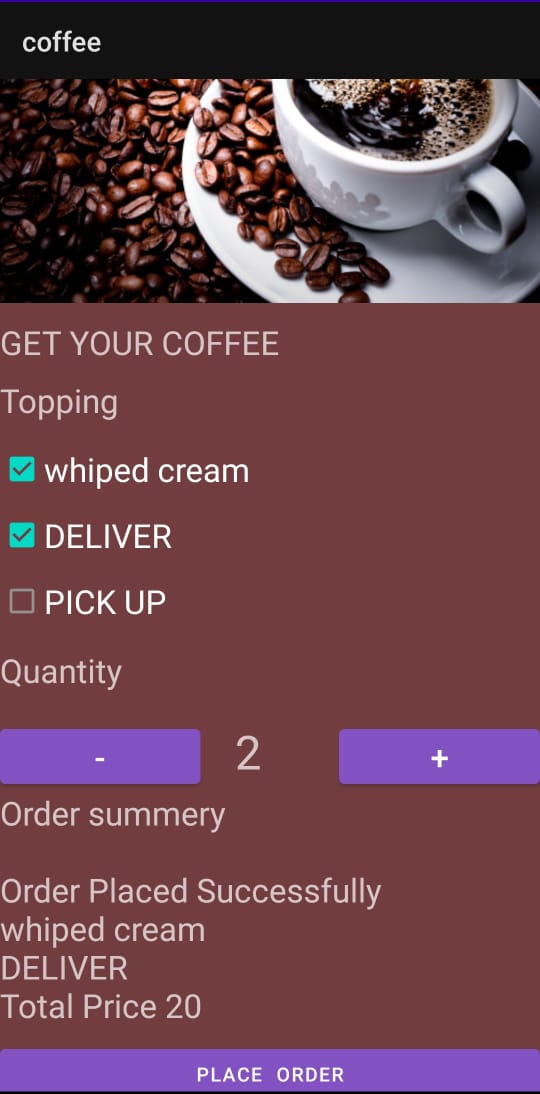 coffee
GET YOUR COFFEE
Topping
whiped cream
DELIVER
PICK UP
Quantity
- 2 +
Order summery
Order Placed Successfully
whiped cream
DELIVER
Total Price 20
PLACE ORDER